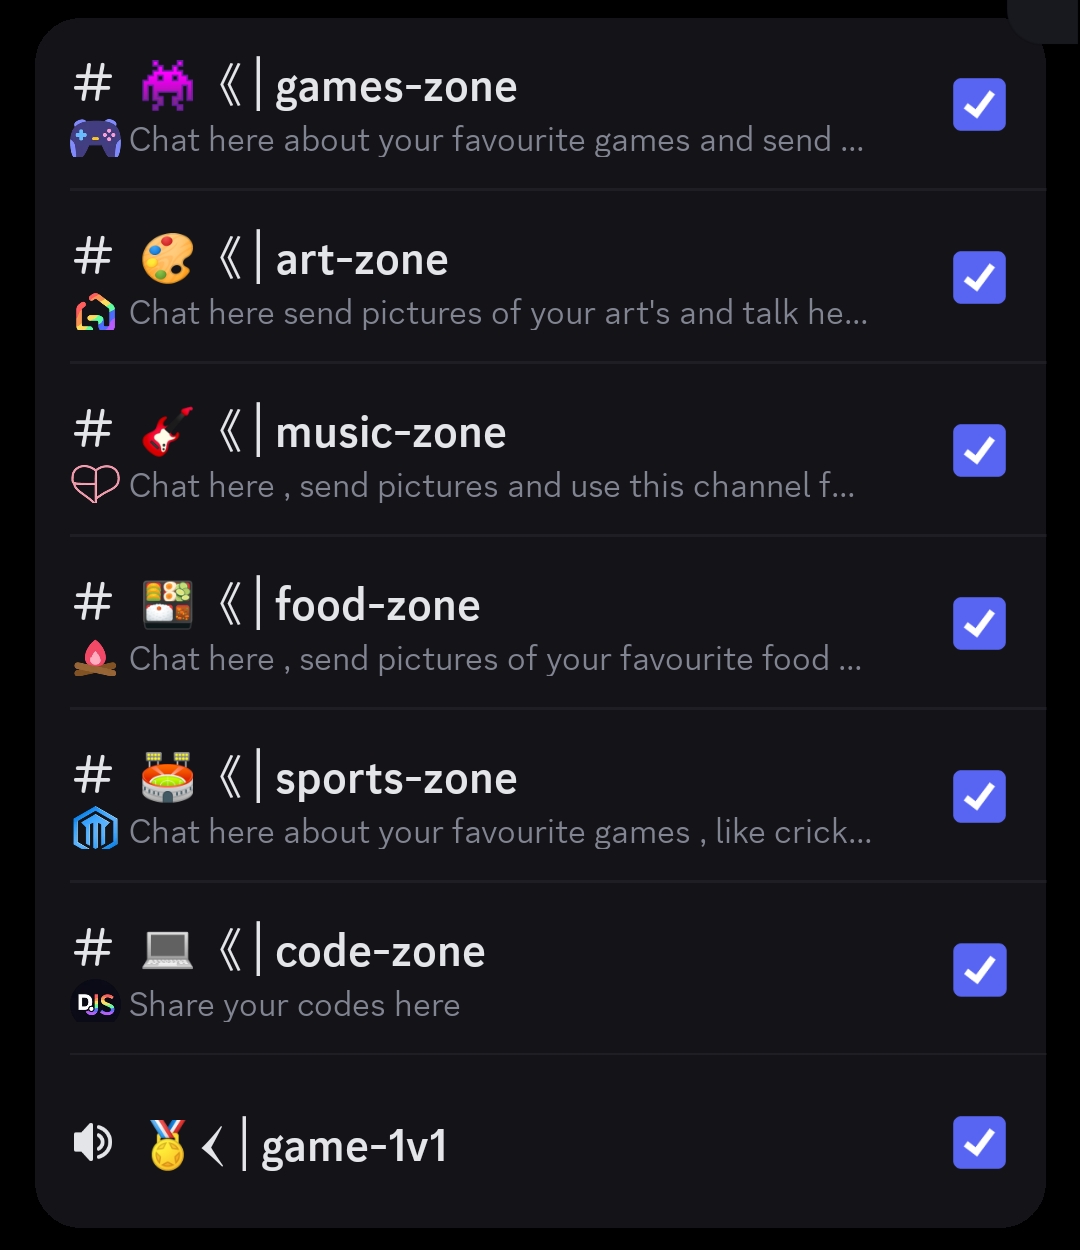 # 👾 《 | games-zone
Chat here about your favourite games and send ...
# 🎨 《 | art-zone
Chat here send pictures of your art's and talk he...
# 🎸 《 | music-zone
Chat here , send pictures and use this channel f...
# 🍱 《 | food-zone
Chat here , send pictures of your favourite food ...
# 🏟️ 《 | sports-zone
Chat here about your favourite games , like crick...
# 💻 《 | code-zone
DJS Share your codes here
🏅 く | game-1v1